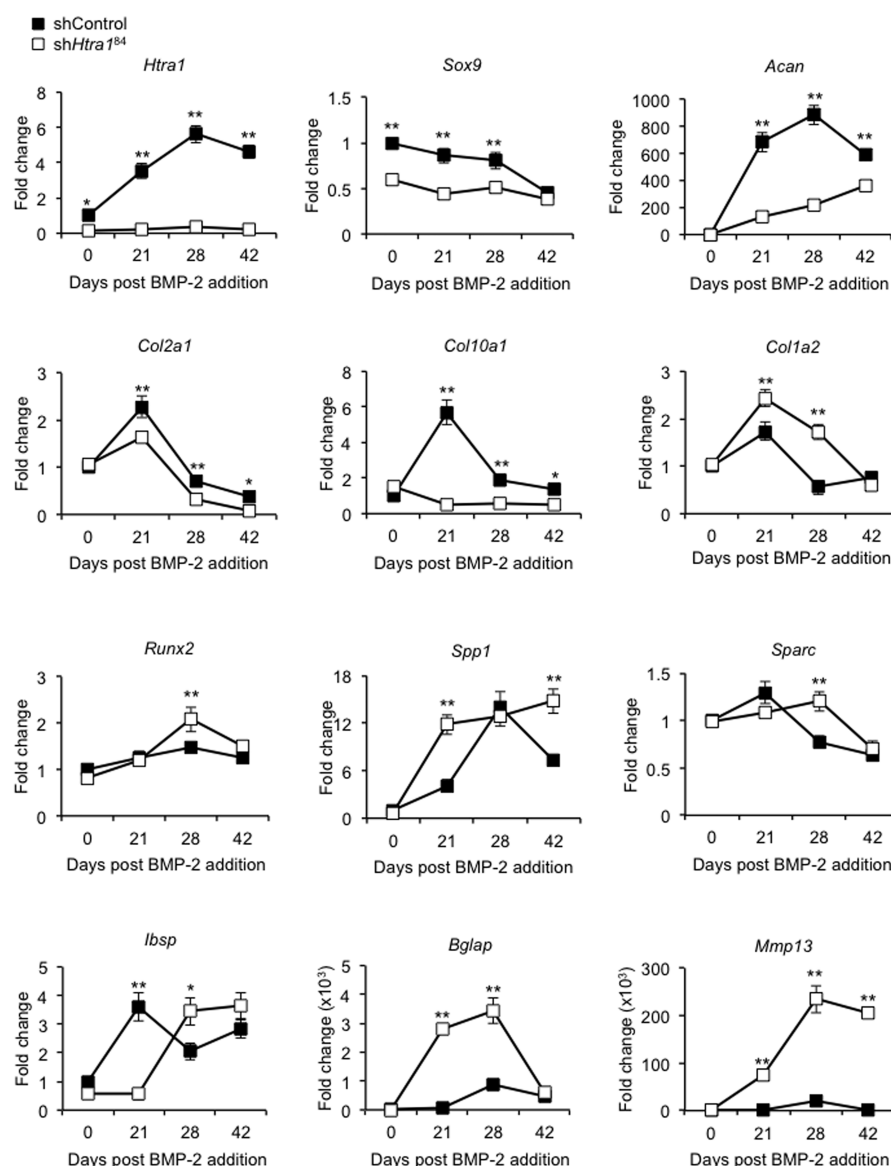 shControl
shHtra1⁸⁴
Htra1
Sox9
Acan
Fold change
8
6
4
2
0
*
**
**
**
0 21 28 42
Days post BMP-2 addition
Fold change
1.5
1
0.5
0
**
**
**
0 21 28 42
Days post BMP-2 addition
Fold change
1000
800
600
400
200
0
**
**
**
0 21 28 42
Days post BMP-2 addition
Col2a1
Col10a1
Col1a2
Fold change
3
2
1
0
**
**
*
0 21 28 42
Days post BMP-2 addition
Fold change
8
6
4
2
0
**
**
*
0 21 28 42
Days post BMP-2 addition
Fold change
3
2
1
0
**
**
0 21 28 42
Days post BMP-2 addition
Runx2
Spp1
Sparc
Fold change
3
2
1
0
**
0 21 28 42
Days post BMP-2 addition
Fold change
18
12
6
0
**
**
0 21 28 42
Days post BMP-2 addition
Fold change
1.5
1
0.5
0
**
0 21 28 42
Days post BMP-2 addition
Ibsp
Bglap
Mmp13
Fold change
5
4
3
2
1
0
**
*
0 21 28 42
Days post BMP-2 addition
Fold change (x10³)
5
4
3
2
1
0
**
**
0 21 28 42
Days post BMP-2 addition
Fold change (x10³)
300
200
100
0
**
**
**
0 21 28 42
Days post BMP-2 addition